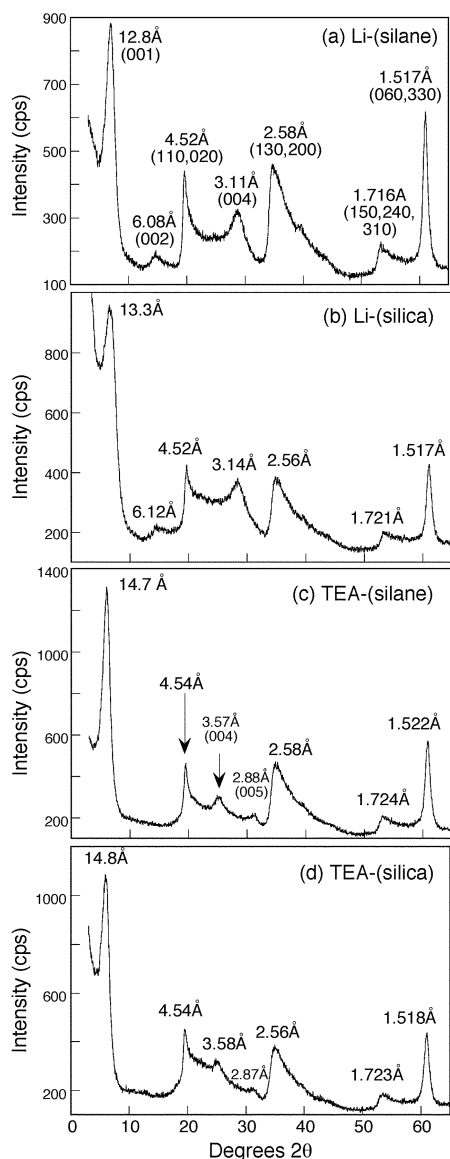 900
(a) Li-(silane)
12.8Å
(001)
1.517Å
(060,330)
700
Intensity (cps)
4.52Å
(110,020)
2.58Å
(130,200)
500
3.11Å
(004)
1.716A
(150,240,
310)
300
6.08Å
(002)
100
(b) Li-(silica)
13.3Å
800
Intensity (cps)
600
4.52Å
3.14Å
2.56Å
1.517Å
400
6.12Å
1.721Å
200
1400
(c) TEA-(silane)
14.7 Å
Intensity (cps)
1000
4.54Å
3.57Å
(004)
2.58Å
1.522Å
600
2.88Å
(005)
1.724Å
200
(d) TEA-(silica)
14.8Å
1000
Intensity (cps)
600
4.54Å
3.58Å
2.56Å
1.518Å
2.87Å
1.723Å
200
0
10
20
30
40
50
60
Degrees 2θ